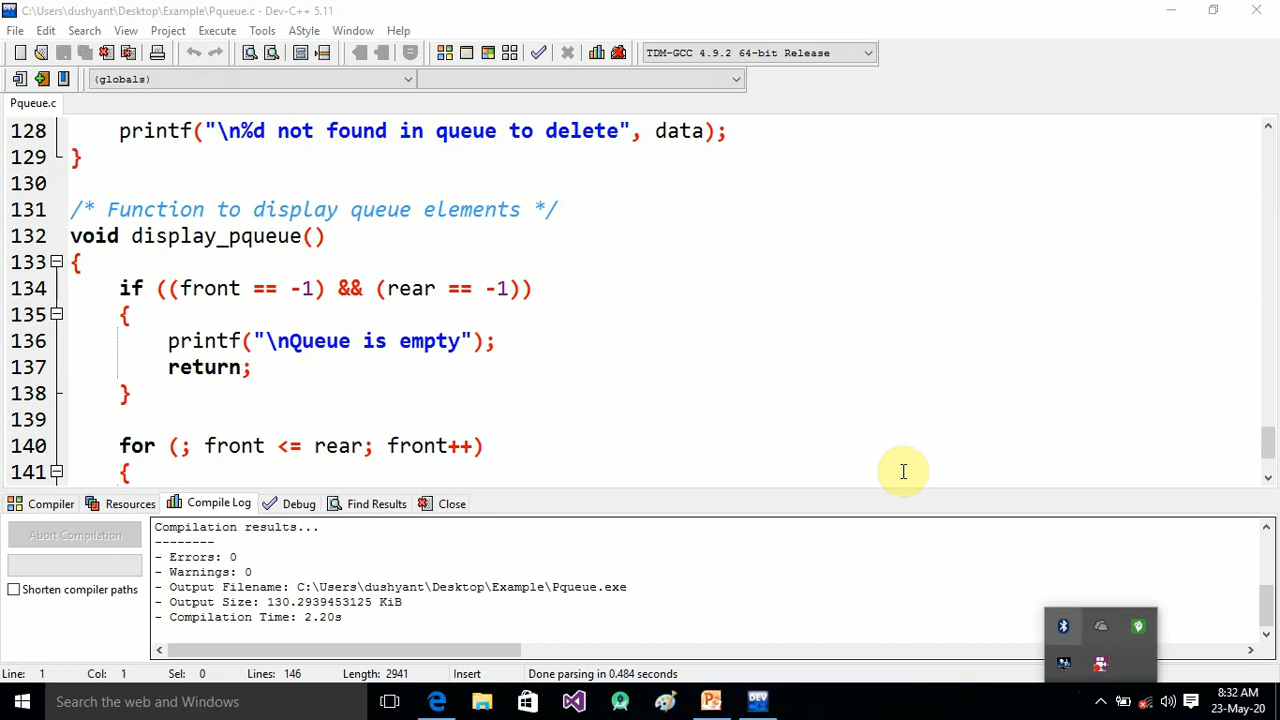 C:\Users\dushyant\Desktop\Example\Pqueue.c - Dev-C++ 5.11
File Edit Search View Project Execute Tools AStyle Window Help
TDM-GCC 4.9.2 64-bit Release
(globals)
Pqueue.c
128 printf("\n%d not found in queue to delete", data);
129 }
130
131 /* Function to display queue elements */
132 void display_pqueue()
133 {
134 if ((front == -1) && (rear == -1))
135 {
136 printf("\nQueue is empty");
137 return;
138 }
139
140 for (; front <= rear; front++)
141 {
Compiler Resources Compile Log Debug Find Results Close
Abort Compilation
Shorten compiler paths
Compilation results...
--------
- Errors: 0
- Warnings: 0
- Output Filename: C:\Users\dushyant\Desktop\Example\Pqueue.exe
- Output Size: 130.2939453125 KiB
- Compilation Time: 2.20s
Line: 1 Col: 1 Sel: 0 Lines: 146 Length: 2941 Insert Done parsing in 0.484 seconds
Search the web and Windows
DEV
8:32 AM
23-May-20